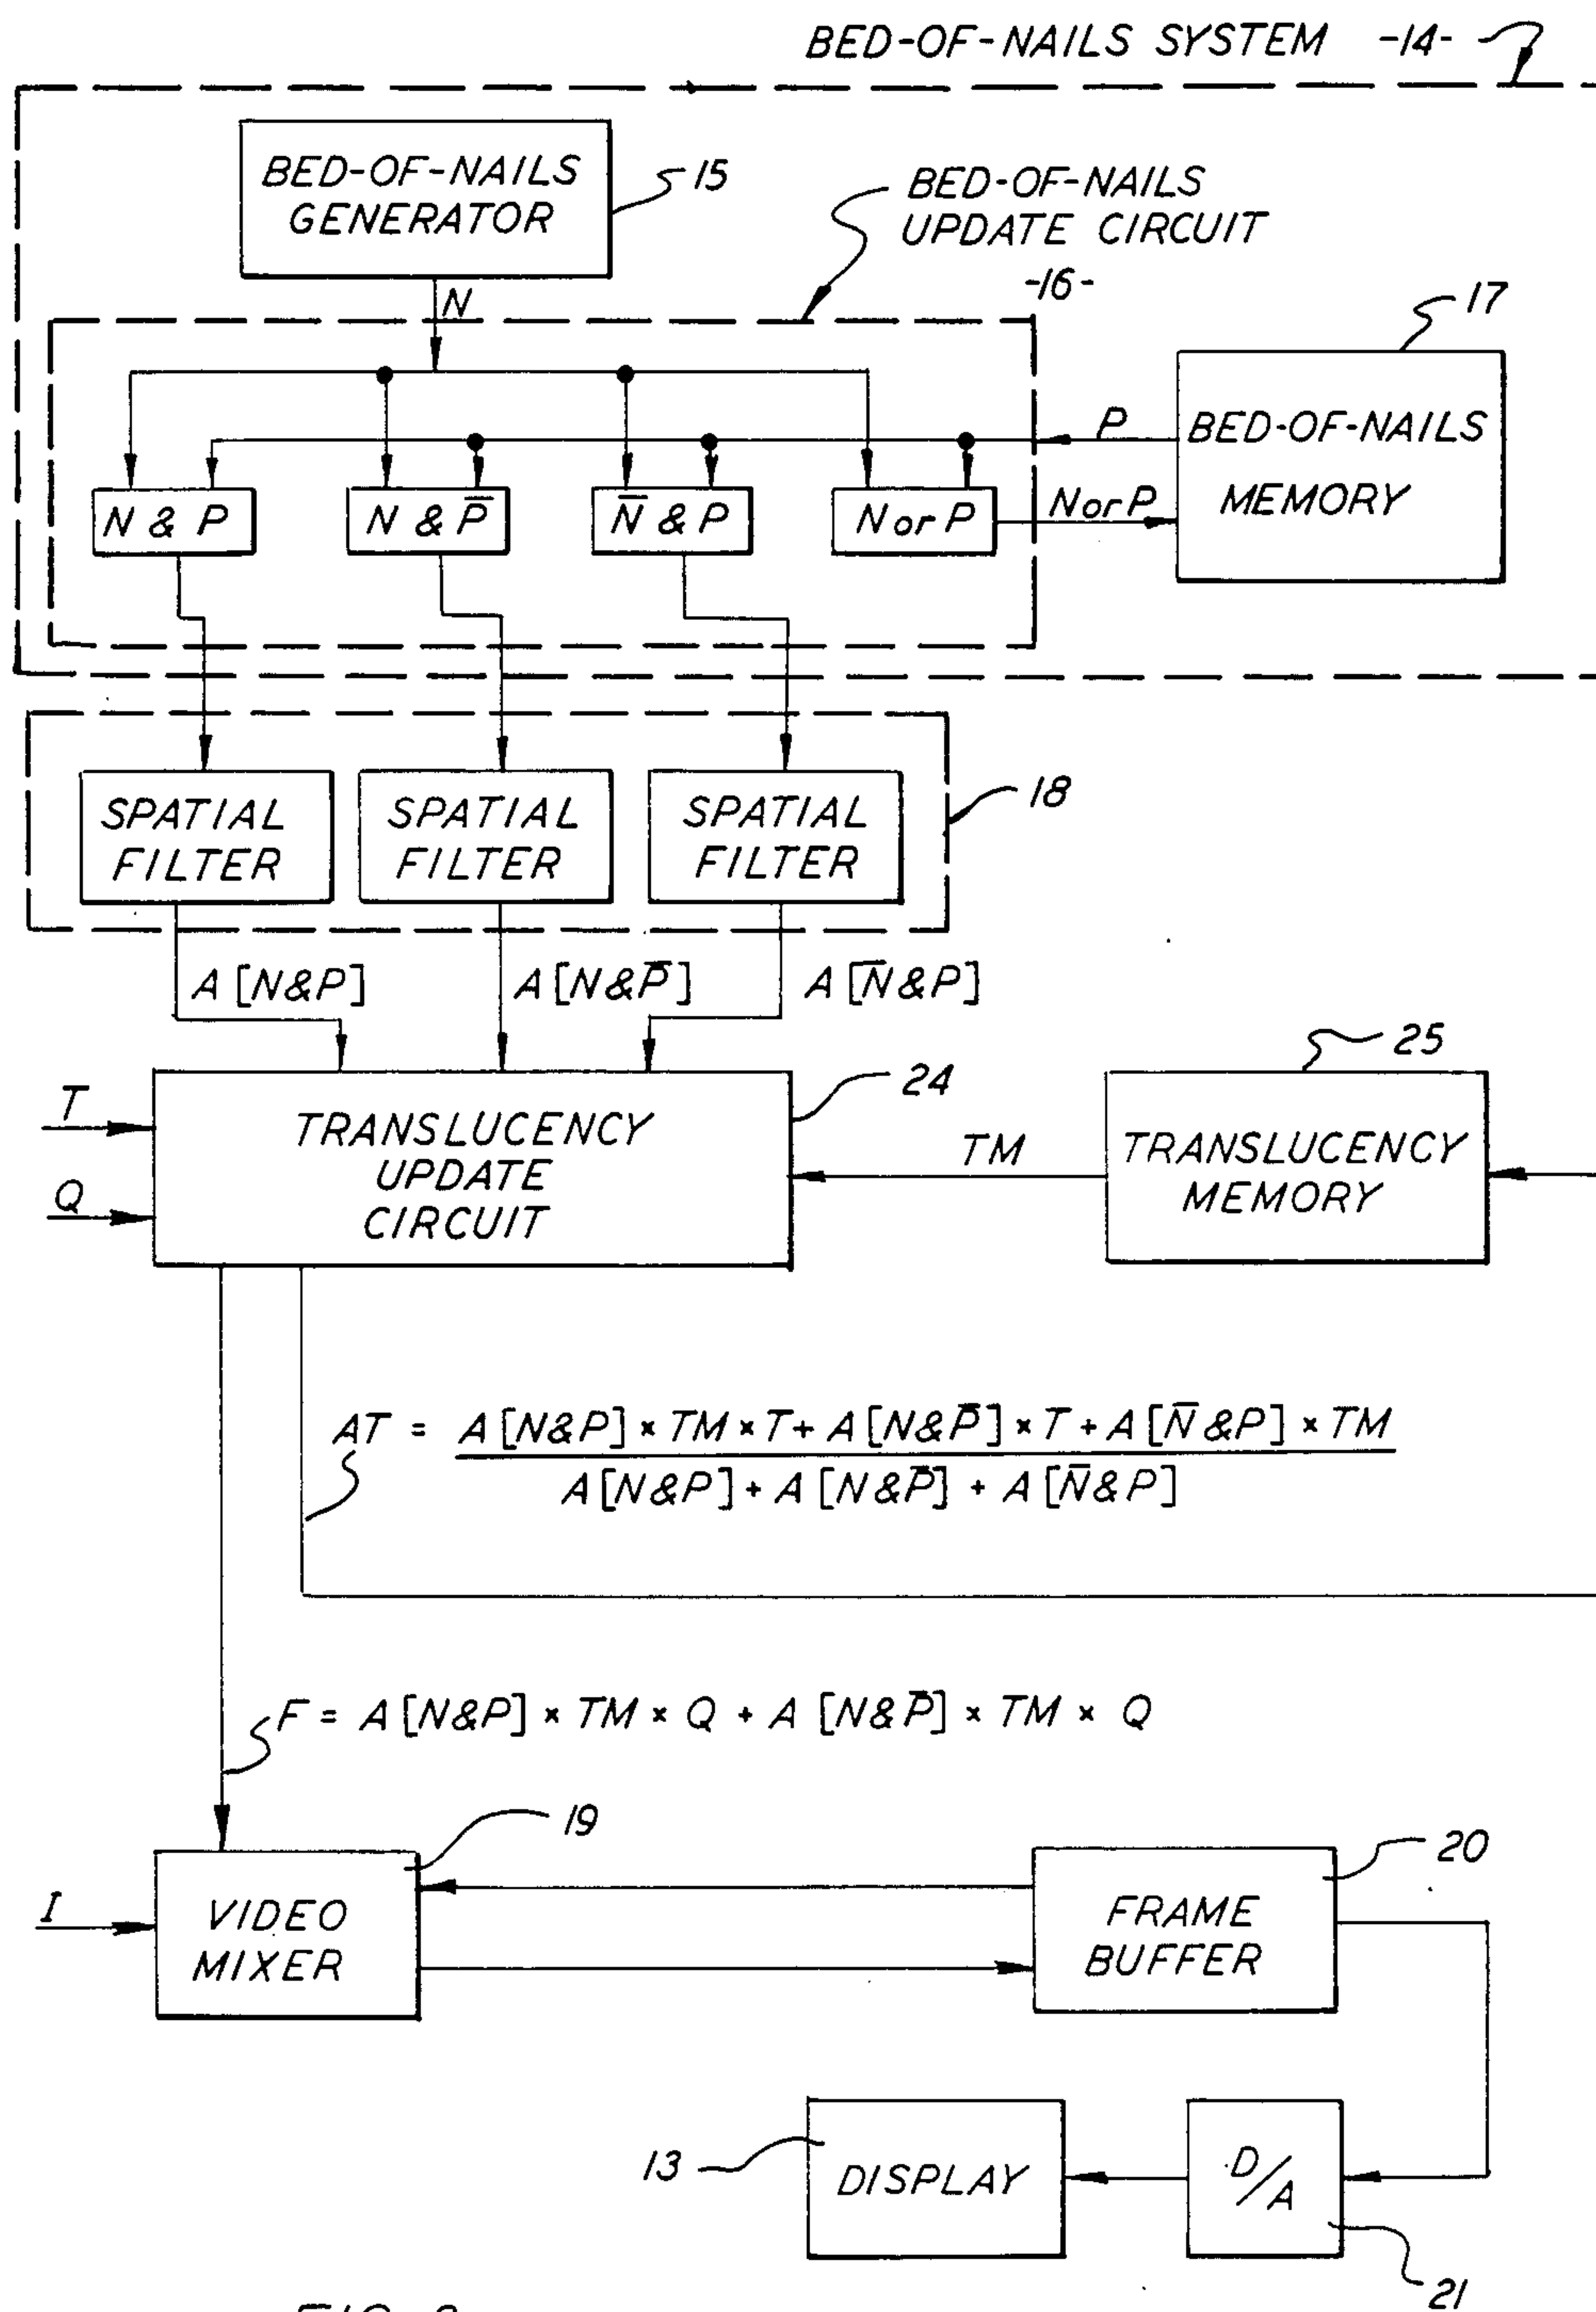 BED-OF-NAILS SYSTEM -14-
BED-OF-NAILS
GENERATOR
15
BED-OF-NAILS
UPDATE CIRCUIT
-16-
N
17
P
BED-OF-NAILS
MEMORY
N & P
N & P̅
N̅ & P
N or P
N or P
SPATIAL
FILTER
SPATIAL
FILTER
SPATIAL
FILTER
18
A [N&P]
A [N&P̅]
A [N̅&P]
T
Q
TRANSLUCENCY
UPDATE
CIRCUIT
24
TM
25
TRANSLUCENCY
MEMORY
AT = A [N&P] × TM × T + A [N&P̅] × T + A [N̅&P] × TM
A [N&P] + A [N&P̅] + A [N̅&P]
F = A [N&P] × TM × Q + A [N&P̅] × TM × Q
19
I
VIDEO
MIXER
20
FRAME
BUFFER
13
DISPLAY
D/A
21